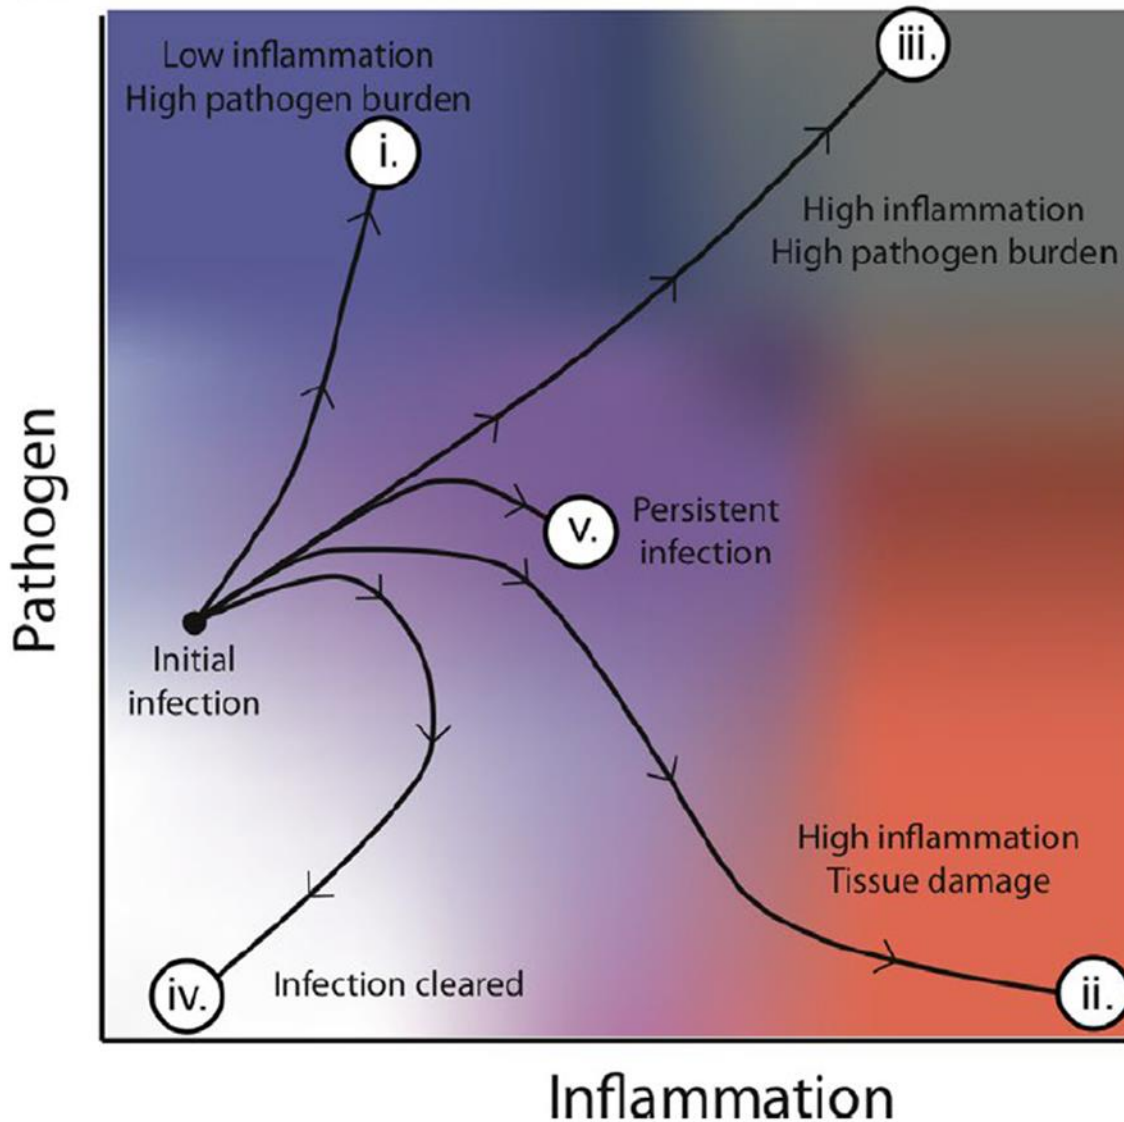 Low inflammation
High pathogen burden
i.
iii.
High inflammation
High pathogen burden
Pathogen
v.
Persistent
infection
Initial
infection
High inflammation
Tissue damage
iv.
Infection cleared
ii.
Inflammation